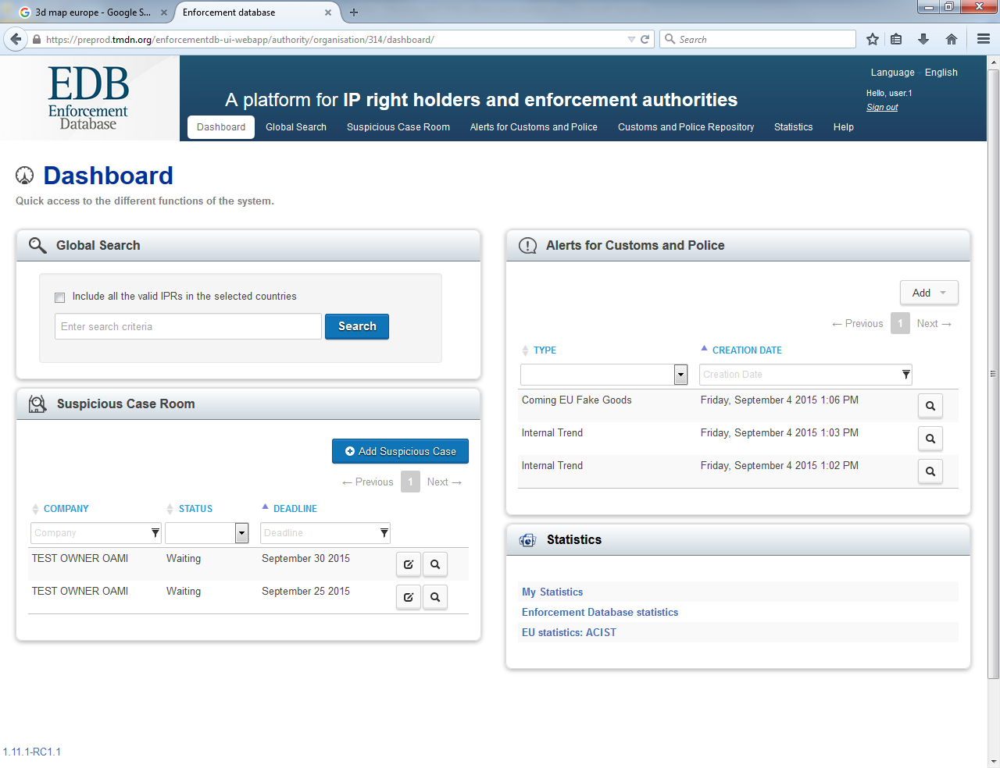 3d map europe - Google S...
Enforcement database
https://preprod.tmdn.org/enforcementdb-ui-webapp/authority/organisation/314/dashboard/
Search
EDB
Enforcement
Database
A platform for IP right holders and enforcement authorities
Language
English
Hello, user.1
Sign out
Dashboard
Global Search
Suspicious Case Room
Alerts for Customs and Police
Customs and Police Repository
Statistics
Help
Dashboard
Quick access to the different functions of the system.
Global Search
Include all the valid IPRs in the selected countries
Enter search criteria
Search
Suspicious Case Room
Add Suspicious Case
← Previous 1 Next →
COMPANY STATUS DEADLINE
Company Deadline
TEST OWNER OAMI Waiting September 30 2015
TEST OWNER OAMI Waiting September 25 2015
Alerts for Customs and Police
Add
← Previous 1 Next →
TYPE CREATION DATE
Creation Date
Coming EU Fake Goods Friday, September 4 2015 1:06 PM
Internal Trend Friday, September 4 2015 1:03 PM
Internal Trend Friday, September 4 2015 1:02 PM
Statistics
My Statistics
Enforcement Database statistics
EU statistics: ACIST
1.11.1-RC1.1